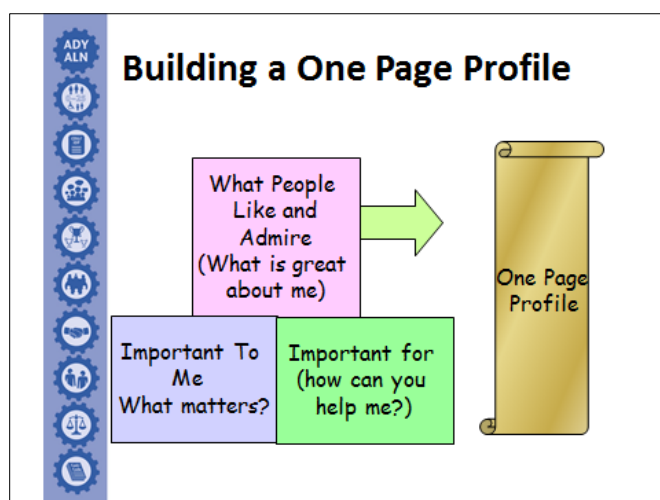 ADY
ALN
Building a One Page Profile
What People
Like and
Admire
(What is great
about me)
Important To
Me
What matters?
Important for
(how can you
help me?)
One Page
Profile